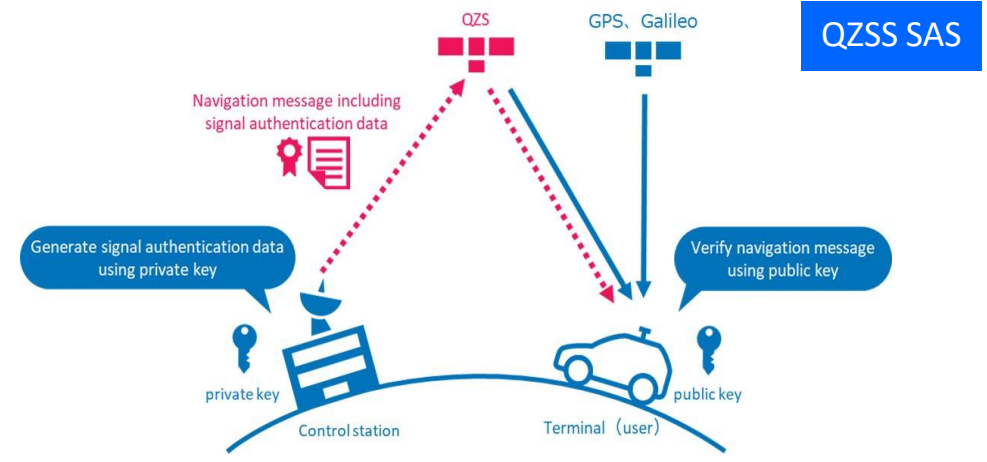 QZS
GPS、Galileo
QZSS SAS
Navigation message including
signal authentication data
Generate signal authentication data
using private key
Verify navigation message
using public key
private key
public key
Control station
Terminal（user）